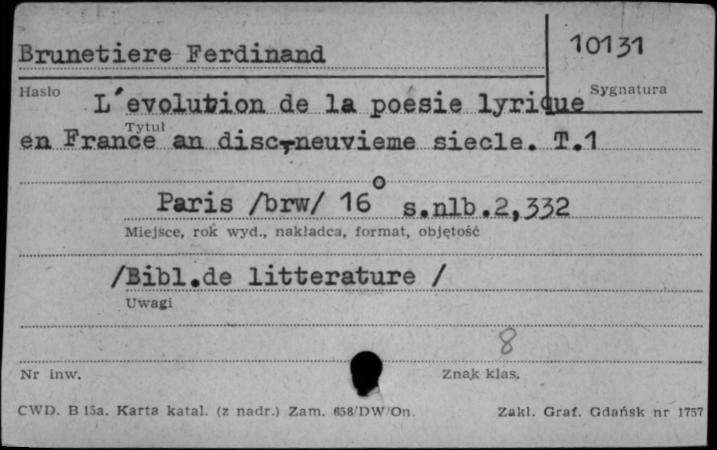 Brunetiere Ferdinand
10131
Hasło
Sygnatura
L'evolution de la poesie lyrique
Tytuł
en France an disc-neuvieme siecle. T.1
Paris /brw/ 16° s.nlb.2,332
Miejsce, rok wyd., nakładca, format, objętość
/Bibl.de litterature /
Uwagi
8
Nr inw.
Znak klas.
CWD. B 15a. Karta katal. (z nadr.) Zam. 658/DW/On.
Zakł. Graf. Gdańsk nr 1757